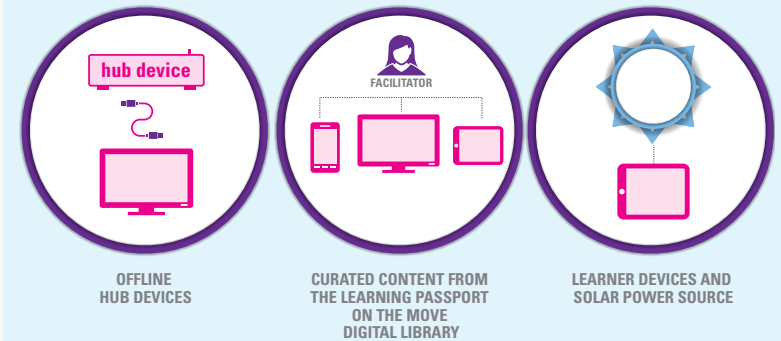 hub device
FACILITATOR
OFFLINE
HUB DEVICES
CURATED CONTENT FROM
THE LEARNING PASSPORT
ON THE MOVE
DIGITAL LIBRARY
LEARNER DEVICES AND
SOLAR POWER SOURCE